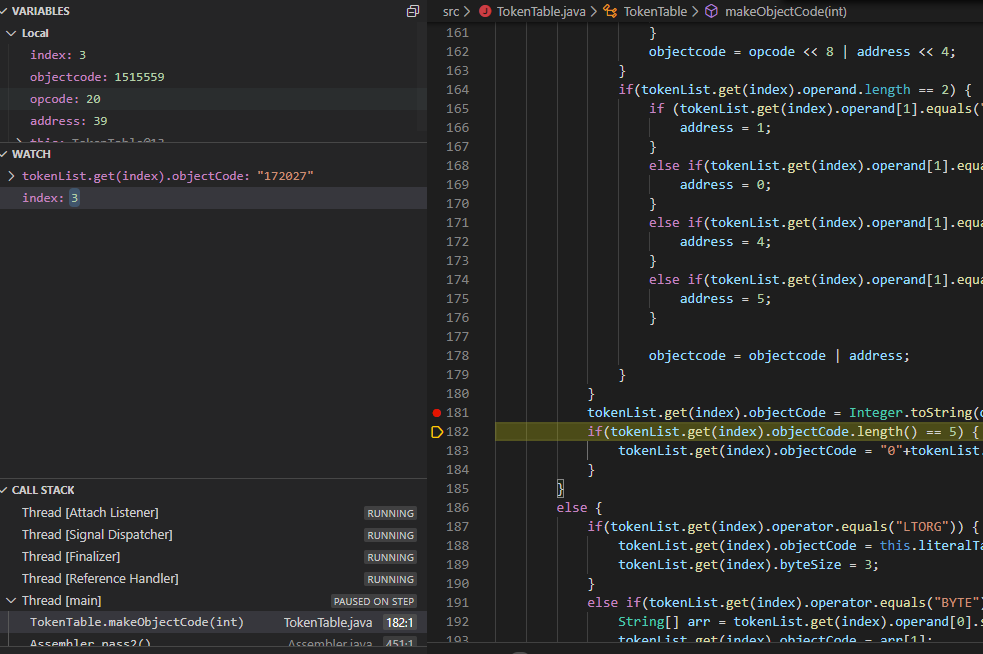 VARIABLES
Local
index: 3
objectcode: 1515559
opcode: 20
address: 39
this: TokenTable@13
WATCH
tokenList.get(index).objectCode: "172027"
index: 3
CALL STACK
Thread [Attach Listener] RUNNING
Thread [Signal Dispatcher] RUNNING
Thread [Finalizer] RUNNING
Thread [Reference Handler] RUNNING
Thread [main] PAUSED ON STEP
TokenTable.makeObjectCode(int) TokenTable.java 182:1
Assembler.pass2() Assembler.java 451:1
src > TokenTable.java > TokenTable > makeObjectCode(int)
161 }
162 objectcode = opcode << 8 | address << 4;
163 }
164 if(tokenList.get(index).operand.length == 2) {
165 if (tokenList.get(index).operand[1].equals("
166 address = 1;
167 }
168 else if(tokenList.get(index).operand[1].equa
169 address = 0;
170 }
171 else if(tokenList.get(index).operand[1].equa
172 address = 4;
173 }
174 else if(tokenList.get(index).operand[1].equa
175 address = 5;
176 }
177
178 objectcode = objectcode | address;
179 }
180 }
181 tokenList.get(index).objectCode = Integer.toString(
182 if(tokenList.get(index).objectCode.length() == 5) {
183 tokenList.get(index).objectCode = "0"+tokenList.
184 }
185 }
186 else {
187 if(tokenList.get(index).operator.equals("LTORG")) {
188 tokenList.get(index).objectCode = this.literalTa
189 tokenList.get(index).byteSize = 3;
190 }
191 else if(tokenList.get(index).operator.equals("BYTE")
192 String[] arr = tokenList.get(index).operand[0].s
193 tokenList.get(index).objectCode = arr[1];